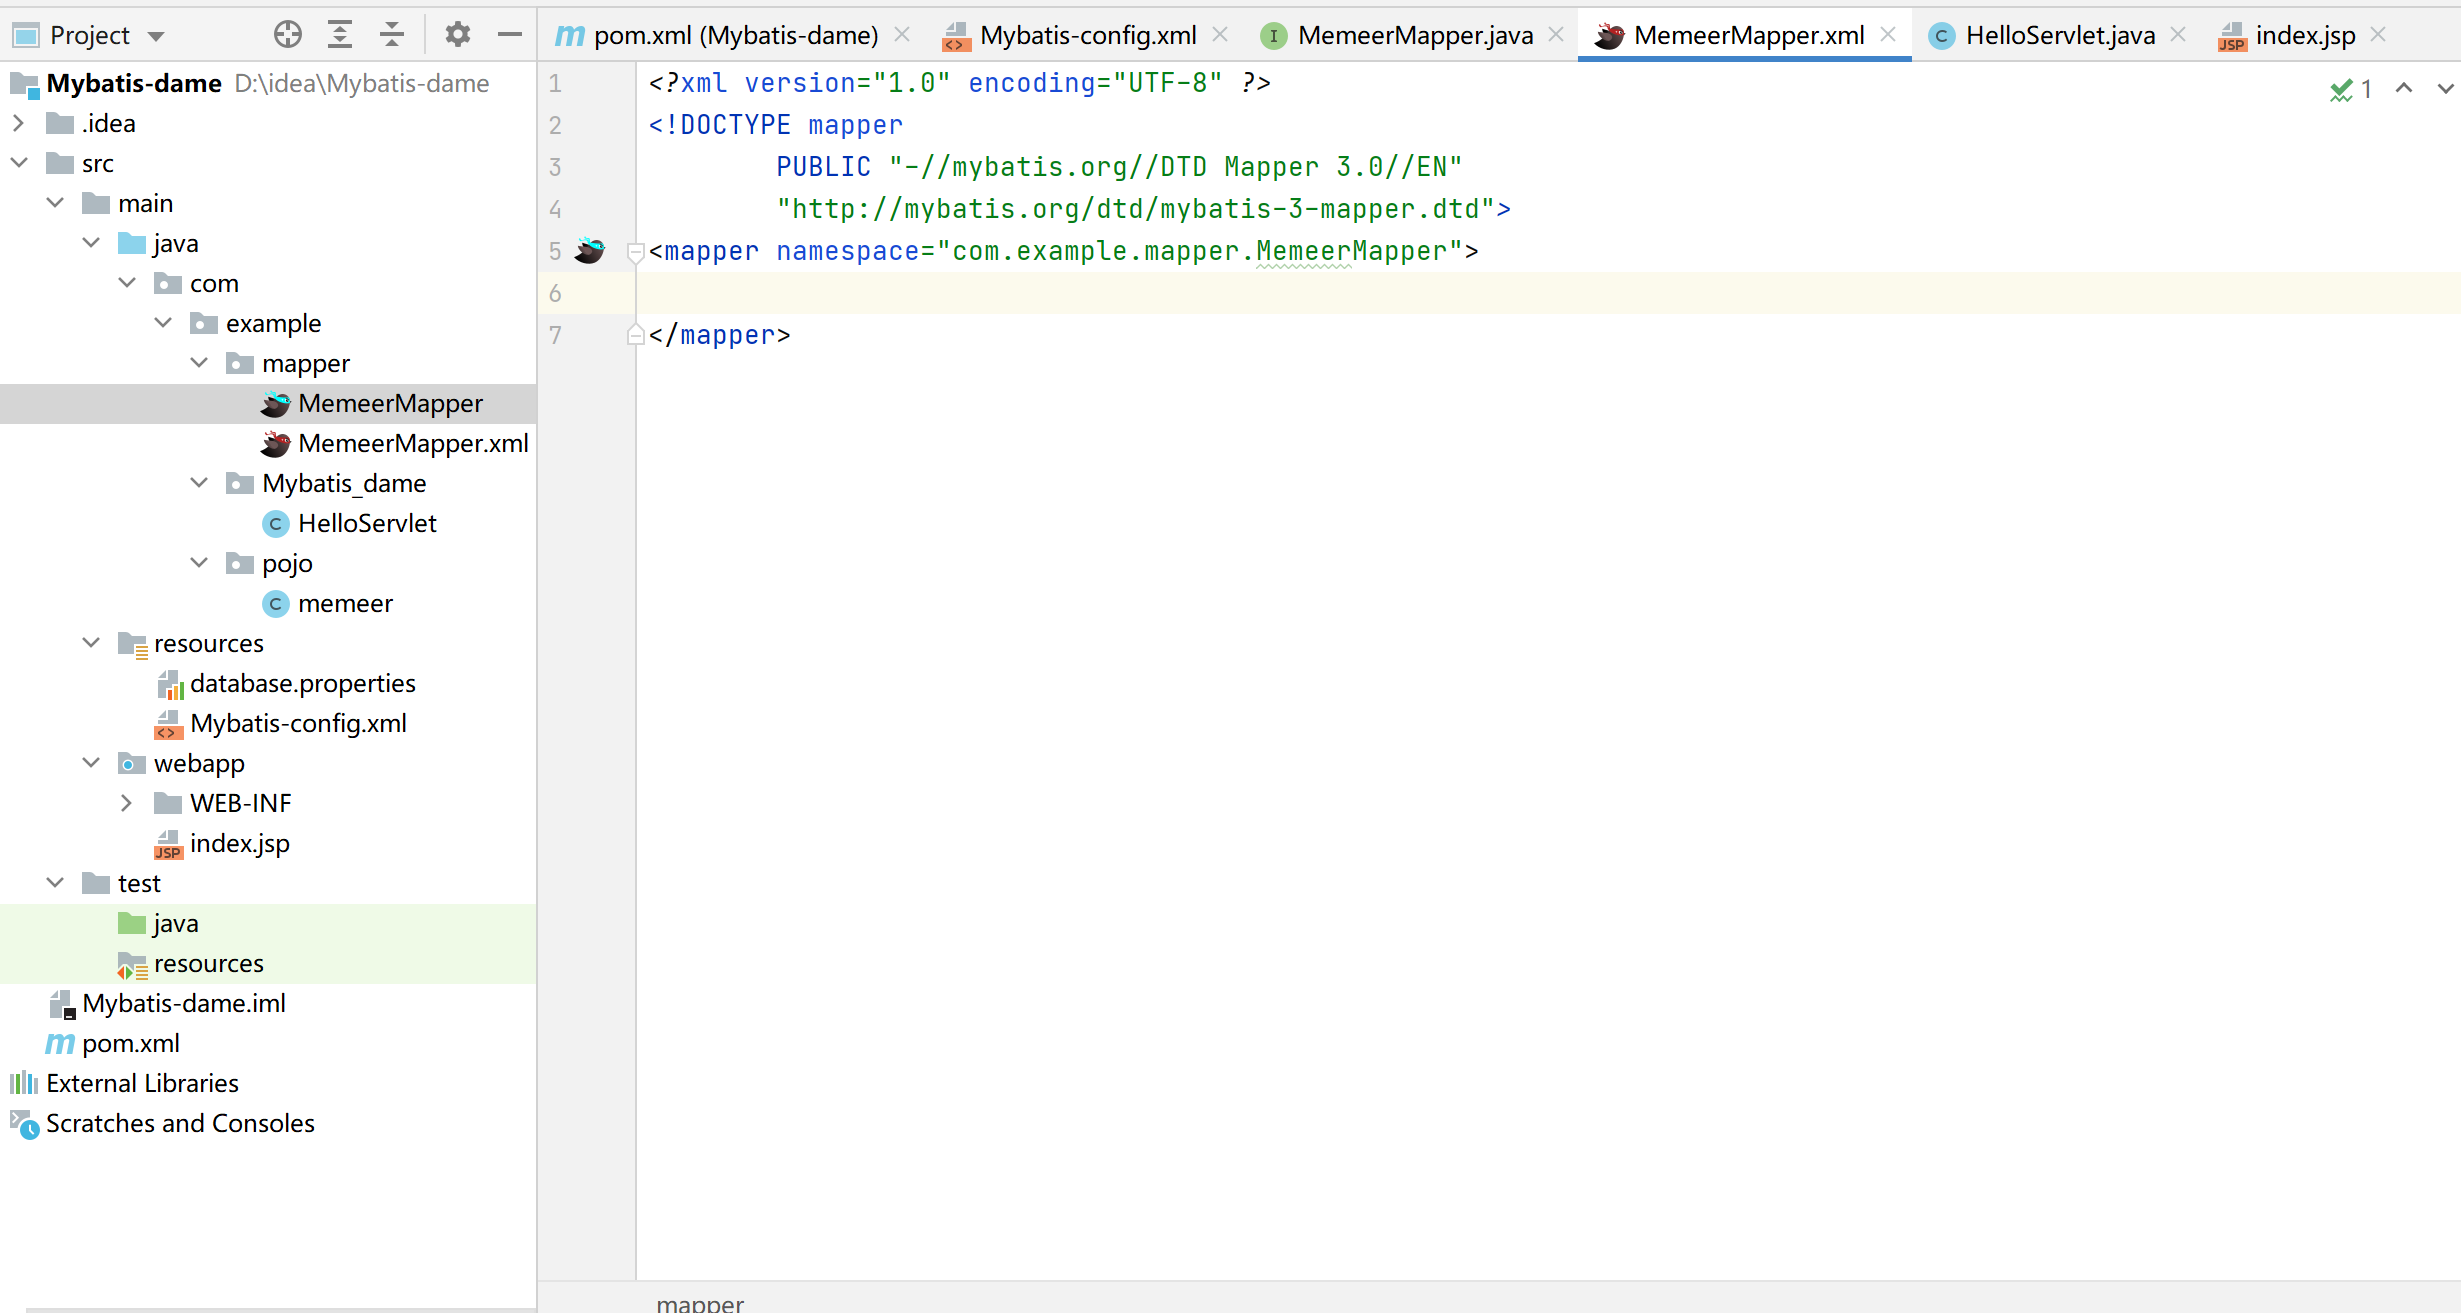 Project
pom.xml (Mybatis-dame)
Mybatis-config.xml
MemeerMapper.java
MemeerMapper.xml
HelloServlet.java
index.jsp
Mybatis-dame D:\idea\Mybatis-dame
.idea
src
main
java
com
example
mapper
MemeerMapper
MemeerMapper.xml
Mybatis_dame
HelloServlet
pojo
memeer
resources
database.properties
Mybatis-config.xml
webapp
WEB-INF
index.jsp
test
java
resources
Mybatis-dame.iml
pom.xml
External Libraries
Scratches and Consoles
1 <?xml version="1.0" encoding="UTF-8" ?>
2 <!DOCTYPE mapper
3 PUBLIC "-//mybatis.org//DTD Mapper 3.0//EN"
4 "http://mybatis.org/dtd/mybatis-3-mapper.dtd">
5 <mapper namespace="com.example.mapper.MemeerMapper">
6
7 </mapper>
1
mapper